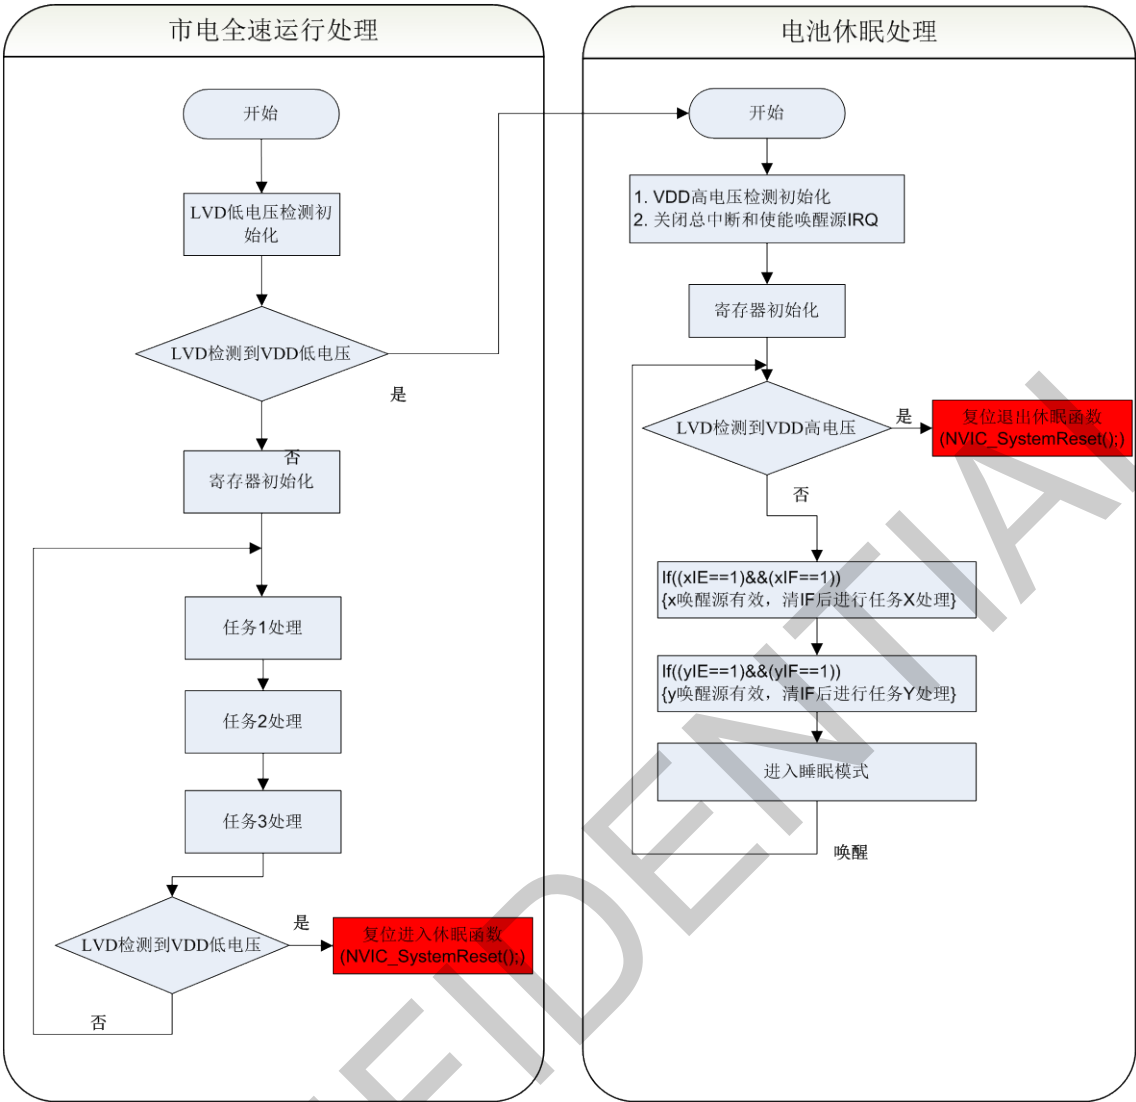 市电全速运行处理
开始
LVD低电压检测初
始化
LVD检测到VDD低电压
是
否
寄存器初始化
任务1处理
任务2处理
任务3处理
LVD检测到VDD低电压
是
复位进入休眠函数
(NVIC_SystemReset();)
否
电池休眠处理
开始
1. VDD高电压检测初始化
2. 关闭总中断和使能唤醒源IRQ
寄存器初始化
LVD检测到VDD高电压
是
复位退出休眠函数
(NVIC_SystemReset();)
否
If((xIE==1)&&(xIF==1))
{x唤醒源有效，清IF后进行任务X处理}
If((yIE==1)&&(yIF==1))
{y唤醒源有效，清IF后进行任务Y处理}
进入睡眠模式
唤醒
FIDENTIAL